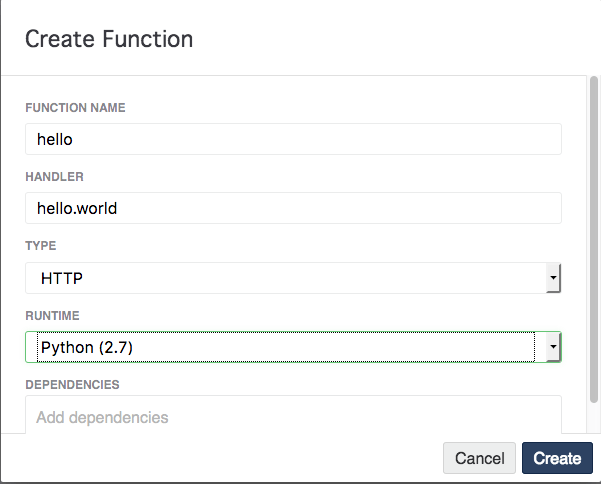 Create Function
FUNCTION NAME
hello
HANDLER
hello.world
TYPE
HTTP
RUNTIME
Python (2.7)
DEPENDENCIES
Add dependencies
Cancel Create